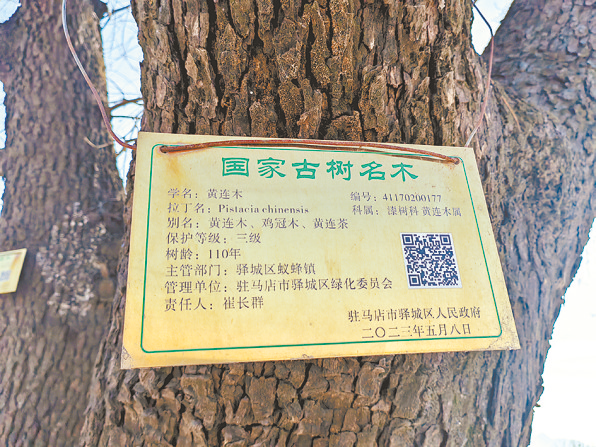 国家古树名木
学名：黄连木 编号：41170200177
拉丁名：Pistacia chinensis 科属：漆树科 黄连木属
别名：黄连木、鸡冠木、黄连茶
保护等级：三级
树龄：110年
主管部门：驿城区蚁蜂镇
管理单位：驻马店市驿城区绿化委员会
责任人：崔长群
驻马店市驿城区人民政府
二〇二三年五月八日